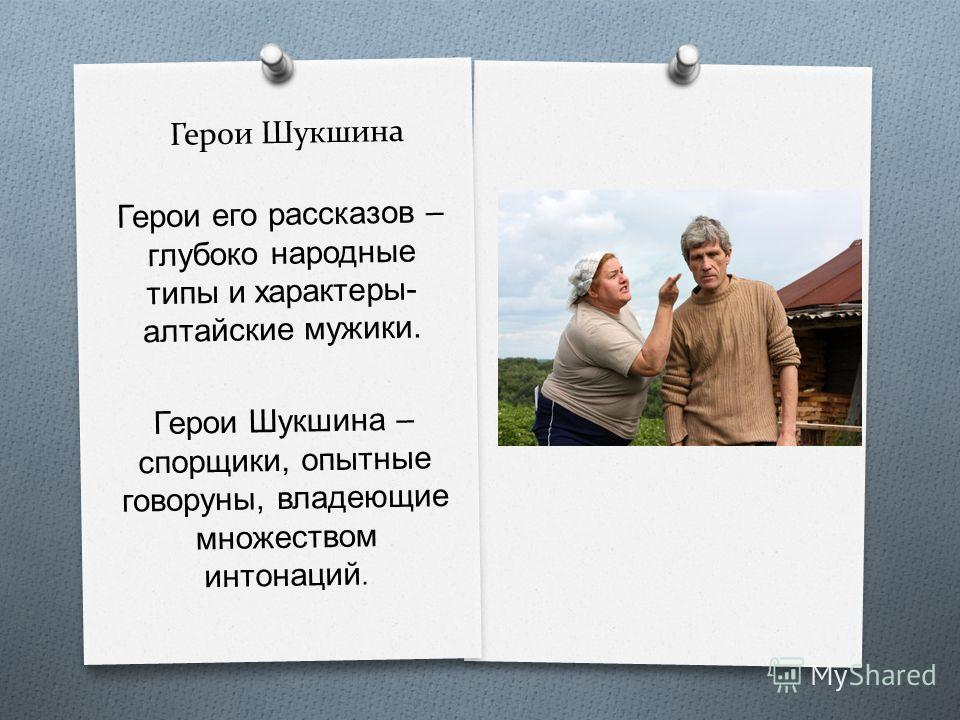 Герои Шукшина
Герои его рассказов –
глубоко народные
типы и характеры-
алтайские мужики.
Герои Шукшина –
спорщики, опытные
говоруны, владеющие
множеством
интонаций.
MyShared